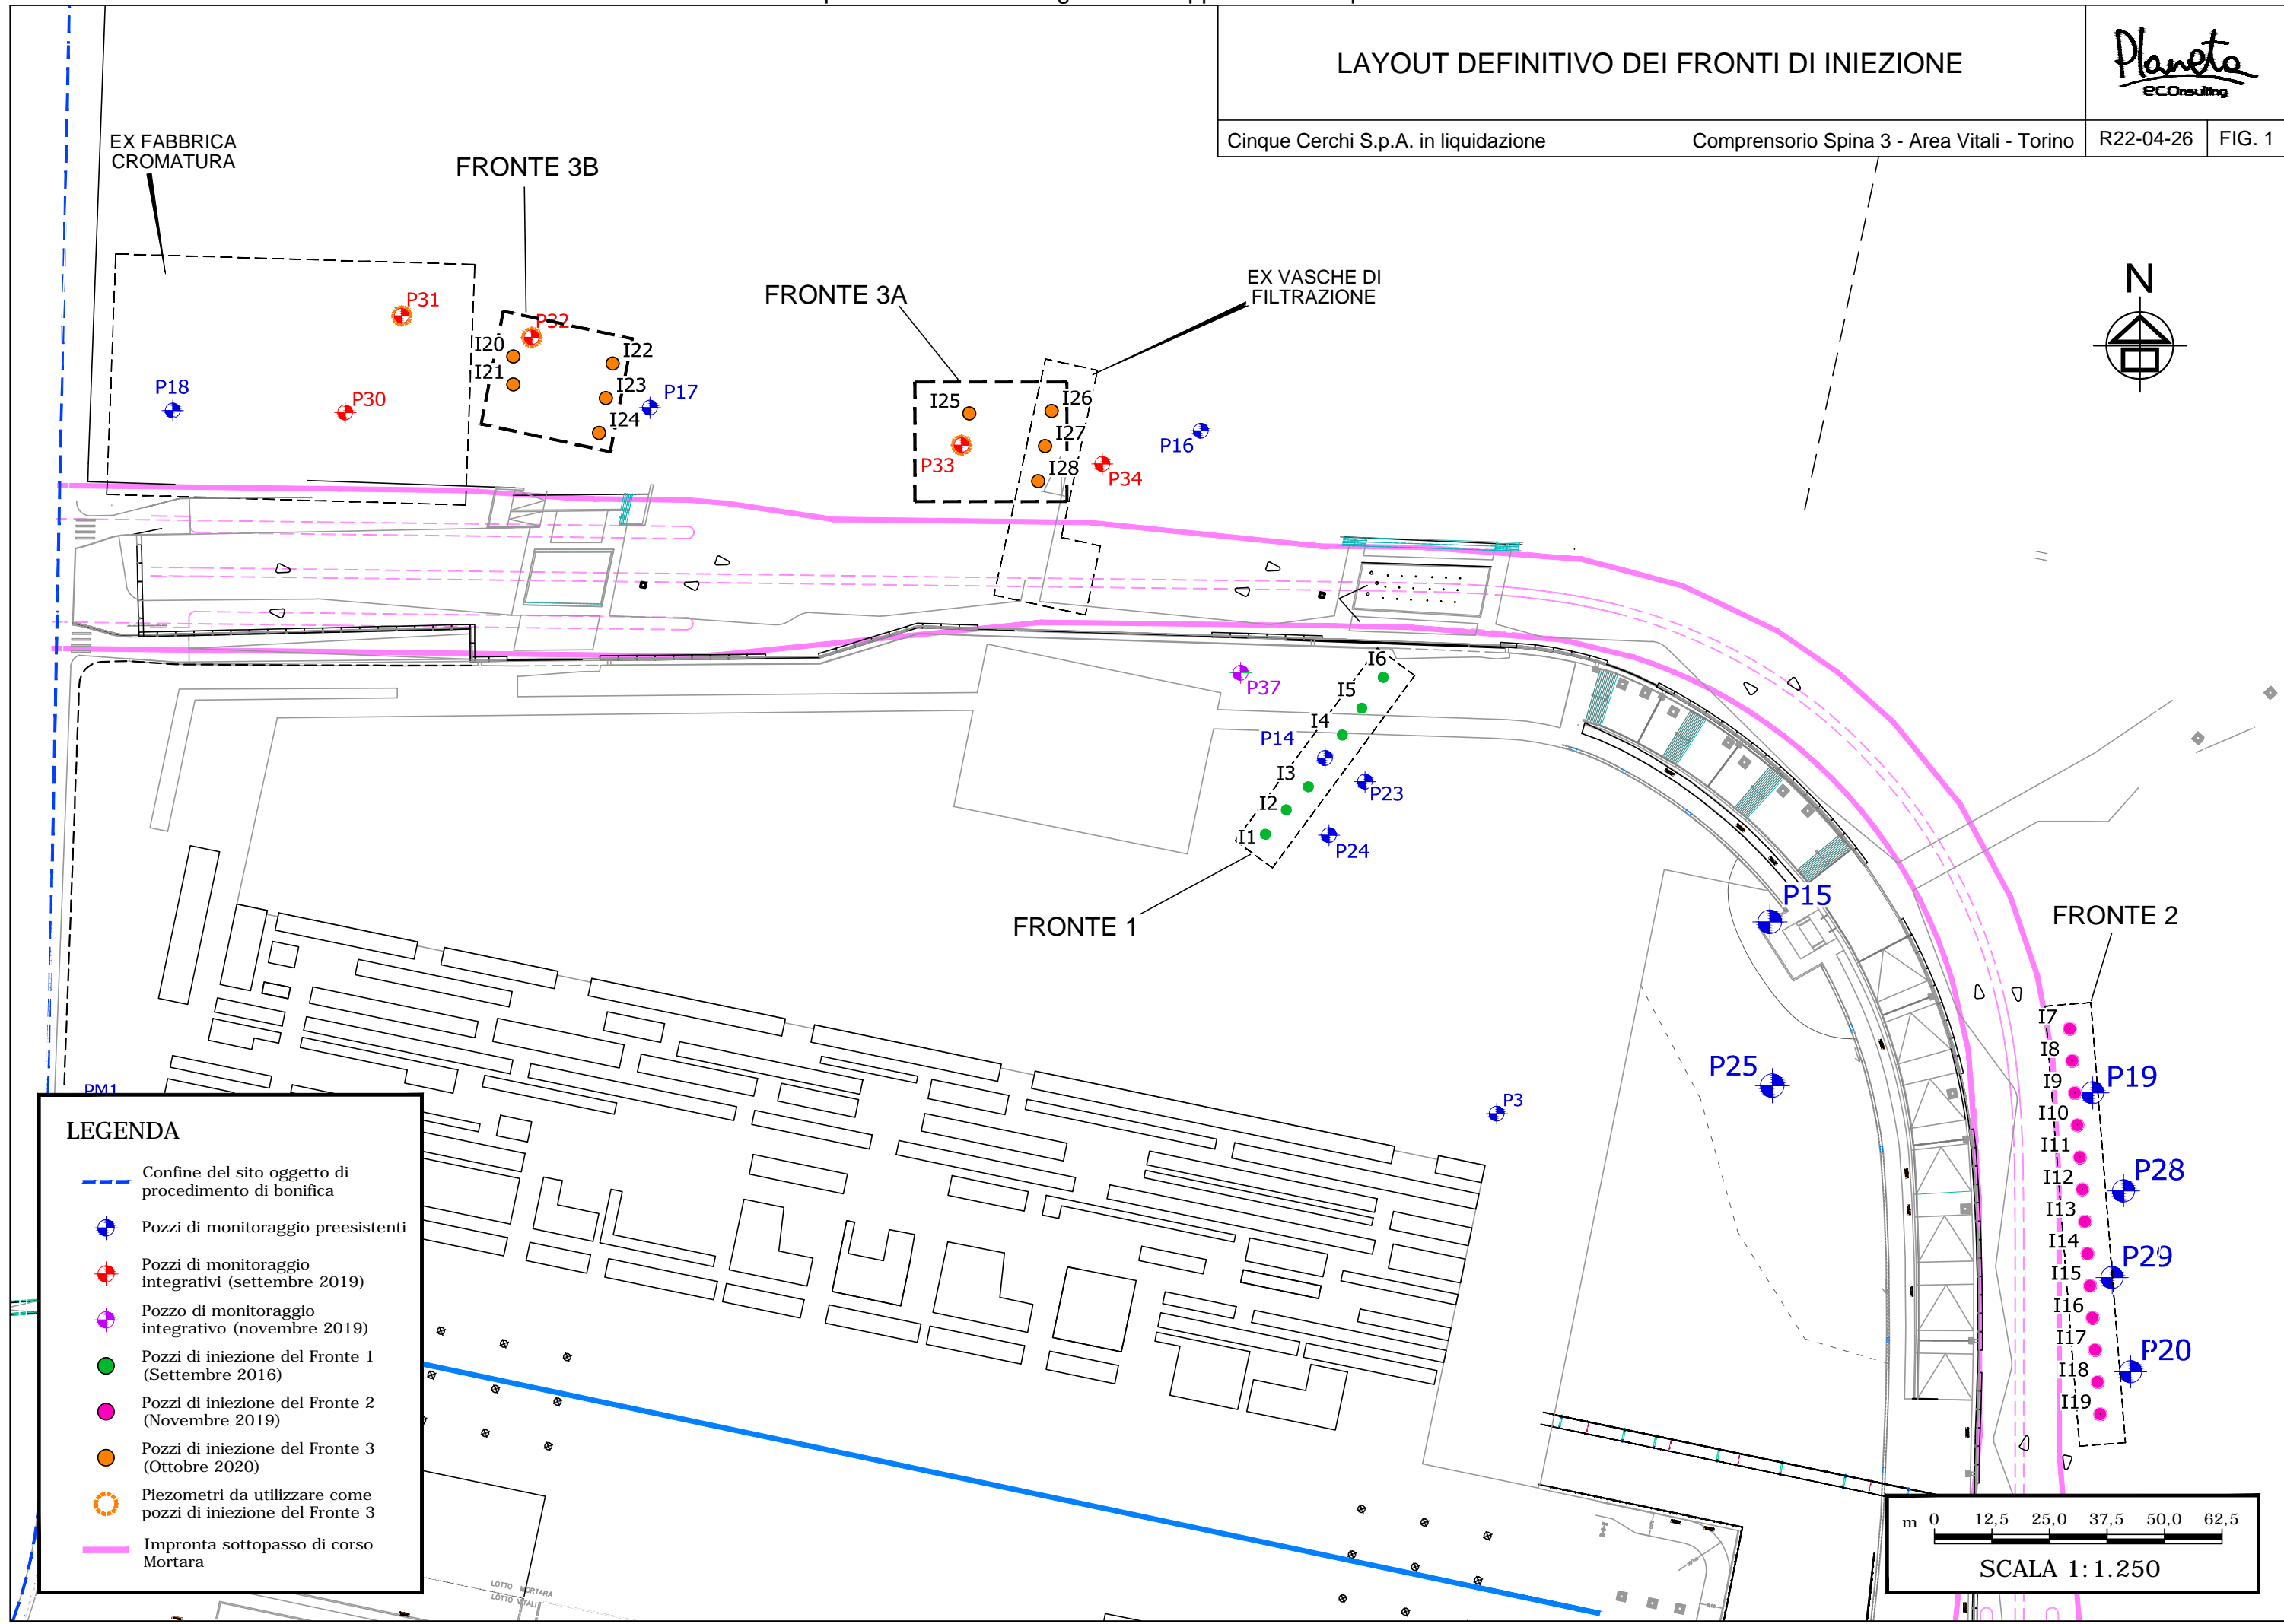 LAYOUT DEFINITIVO DEI FRONTI DI INIEZIONE
Planeta
ECOnsulting
Cinque Cerchi S.p.A. in liquidazione
Comprensorio Spina 3 - Area Vitali - Torino
R22-04-26
FIG. 1
EX FABBRICA
CROMATURA
FRONTE 3B
FRONTE 3A
EX VASCHE DI
FILTRAZIONE
N
P31
P32
I20
I22
I21
I23
P18
P30
P17
I24
I25
I26
I27
P33
I28
P16
P34
I6
P37
I5
I4
P14
I3
P23
I2
I1
P24
P15
FRONTE 1
FRONTE 2
I7
I8
P25
I9
P19
P3
I10
I11
I12
P28
I13
I14
P29
I15
I16
I17
P20
I18
I19
PM1
LEGENDA
Confine del sito oggetto di
procedimento di bonifica
Pozzi di monitoraggio preesistenti
Pozzi di monitoraggio
integrativi (settembre 2019)
Pozzo di monitoraggio
integrativo (novembre 2019)
Pozzi di iniezione del Fronte 1
(Settembre 2016)
Pozzi di iniezione del Fronte 2
(Novembre 2019)
Pozzi di iniezione del Fronte 3
(Ottobre 2020)
Piezometri da utilizzare come
pozzi di iniezione del Fronte 3
Impronta sottopasso di corso
Mortara
LOTTO MORTARA
LOTTO VITALI
m 0 12,5 25,0 37,5 50,0 62,5
SCALA 1:1.250